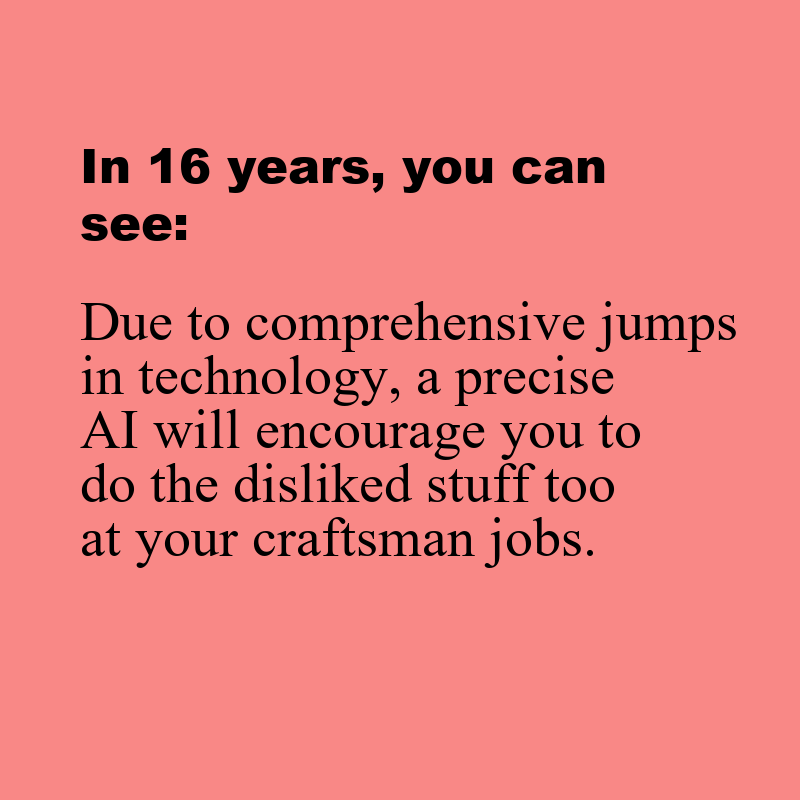 In 16 years, you can
see:
Due to comprehensive jumps
in technology, a precise
AI will encourage you to
do the disliked stuff too
at your craftsman jobs.